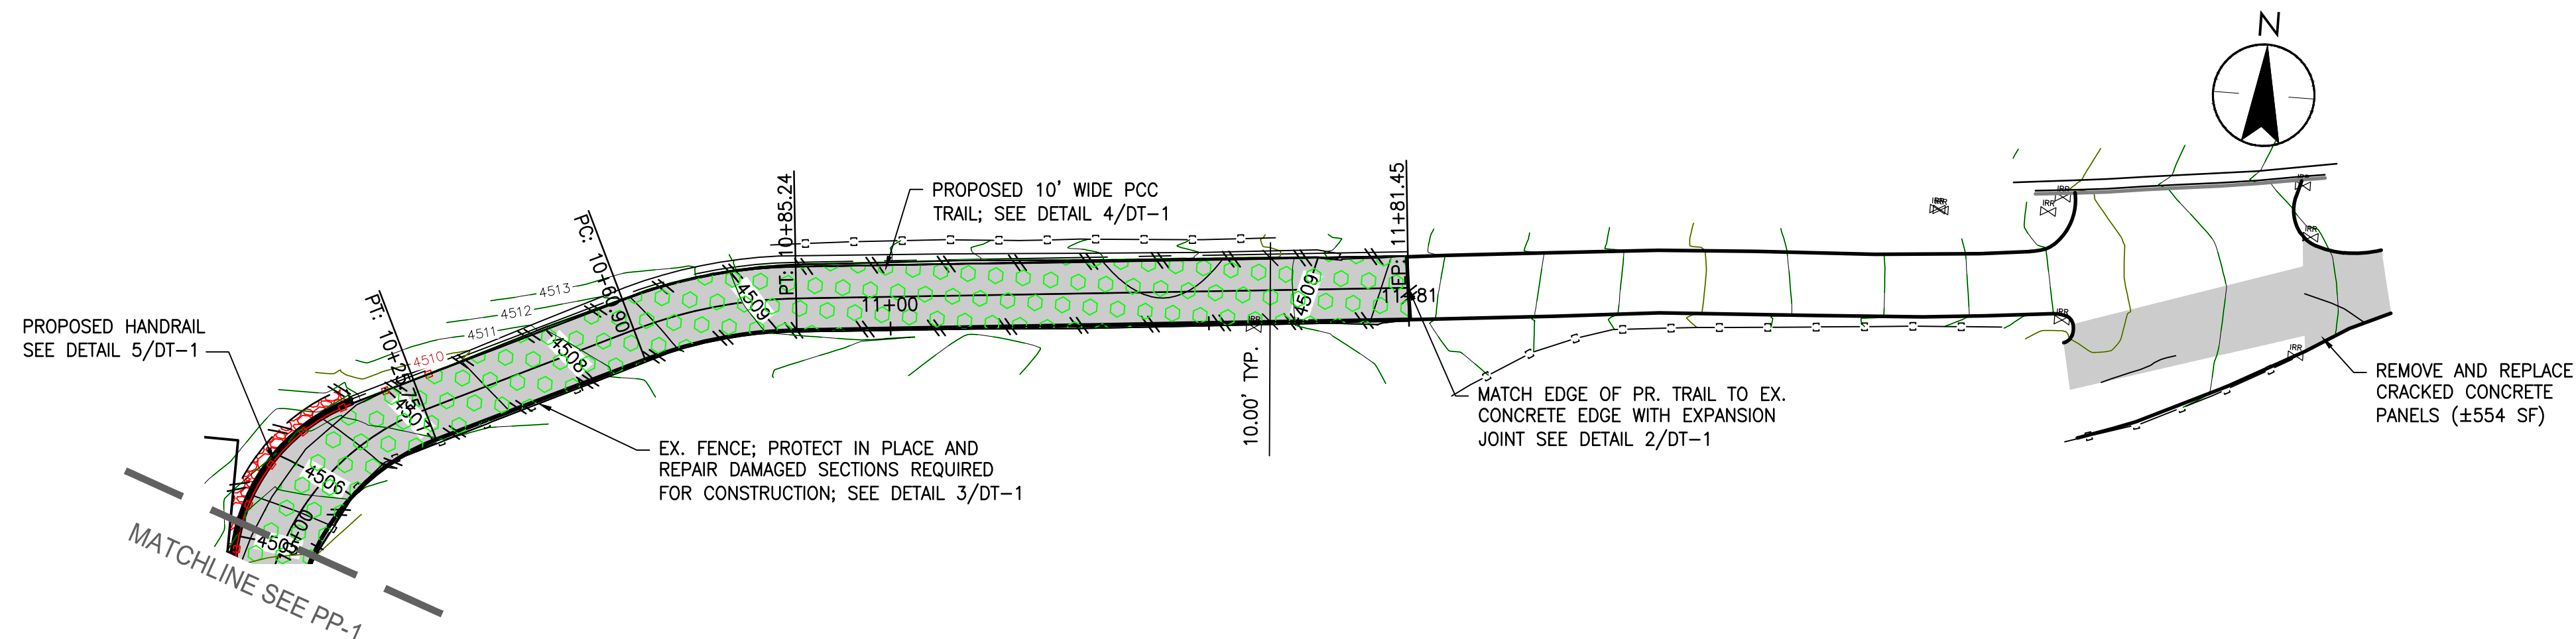 N
PROPOSED 10' WIDE PCC
TRAIL; SEE DETAIL 4/DT-1
PT: 10+85.24
EP: 11+81.45
PC: 10+60.90
PT: 10+25.75
IRR
IRR
IRR
IRR
IRR
IRR
4513
4512
4511
4510
4509
4509
11+00
11+81
PROPOSED HANDRAIL
SEE DETAIL 5/DT-1
4508
4507
IRR
IRR
IRR
10.00' TYP.
REMOVE AND REPLACE
CRACKED CONCRETE
PANELS (±554 SF)
MATCH EDGE OF PR. TRAIL TO EX.
CONCRETE EDGE WITH EXPANSION
JOINT SEE DETAIL 2/DT-1
EX. FENCE; PROTECT IN PLACE AND
REPAIR DAMAGED SECTIONS REQUIRED
FOR CONSTRUCTION; SEE DETAIL 3/DT-1
4506
4505
10+00
MATCHLINE SEE PP-1